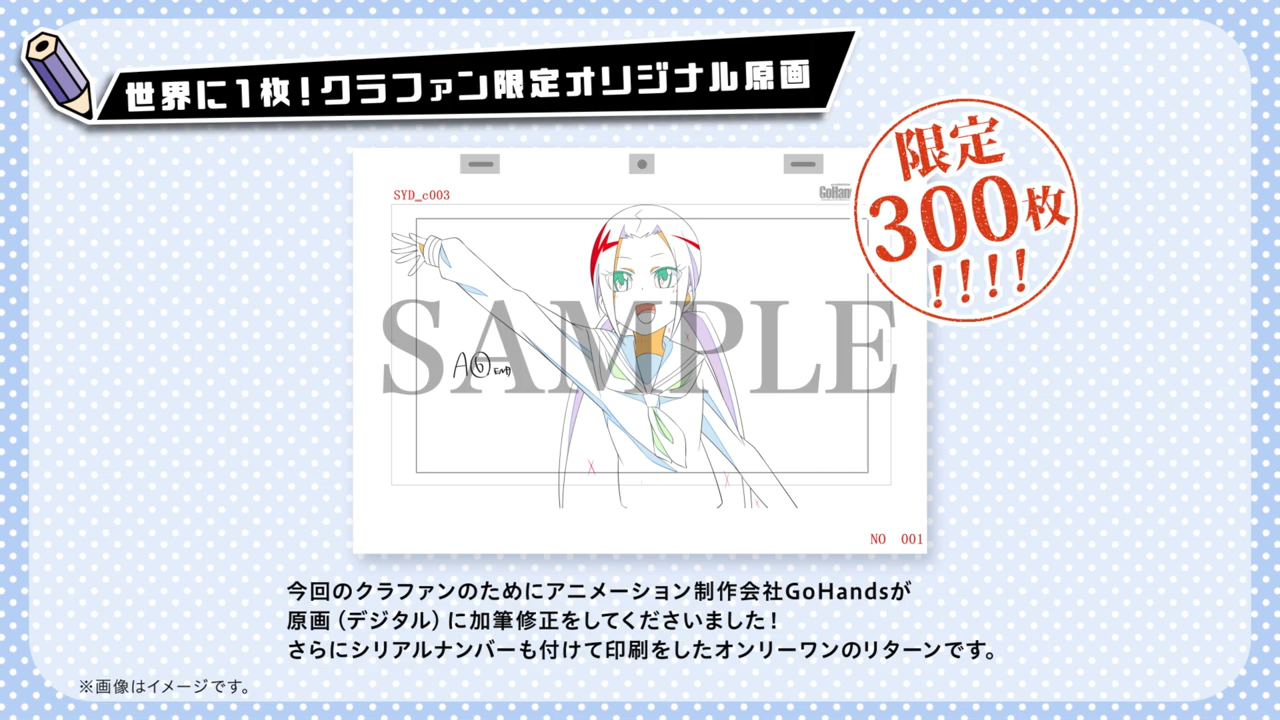 世界に1枚！クラファン限定オリジナル原画
限定
300枚
!!!!
SYD_c003
GoHan
SAMPLE
A⑥ END
NO 001
今回のクラファンのためにアニメーション制作会社GoHandsが
原画（デジタル）に加筆修正をしてくださいました！
さらにシリアルナンバーも付けて印刷をしたオンリーワンのリターンです。
※画像はイメージです。